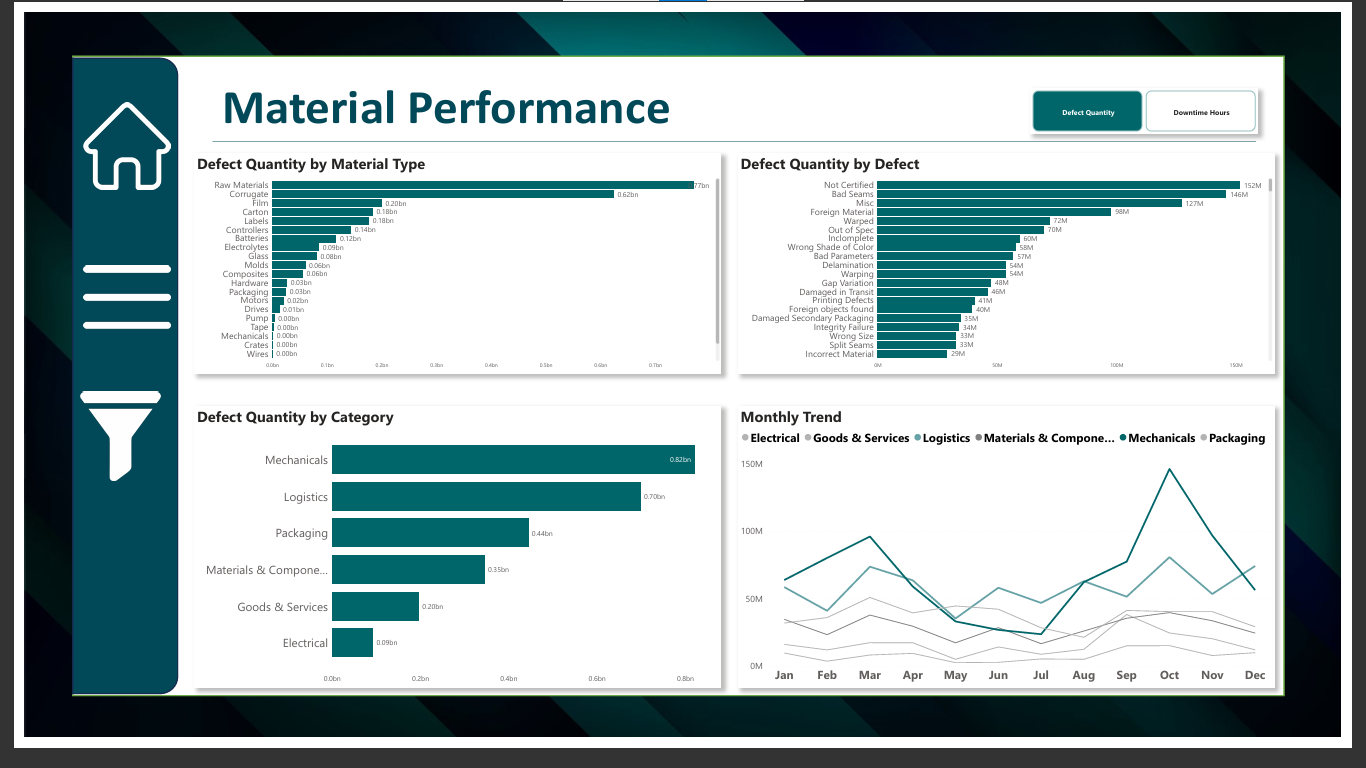 Material Performance
Defect Quantity
Downtime Hours
Defect Quantity by Material Type
Raw Materials 77bn
Corrugate 0.62bn
Film 0.20bn
Carton 0.18bn
Labels 0.18bn
Controllers 0.14bn
Batteries 0.12bn
Electrolytes 0.09bn
Glass 0.08bn
Molds 0.06bn
Composites 0.06bn
Hardware 0.03bn
Packaging 0.03bn
Motors 0.02bn
Drives 0.01bn
Pump 0.00bn
Tape 0.00bn
Mechanicals 0.00bn
Crates 0.00bn
Wires 0.00bn
0.0bn 0.1bn 0.2bn 0.3bn 0.4bn 0.5bn 0.6bn 0.7bn
Defect Quantity by Defect
Not Certified 152M
Bad Seams 146M
Misc 127M
Foreign Material 98M
Warped 72M
Out of Spec 70M
Inclomplete 60M
Wrong Shade of Color 58M
Bad Parameters 57M
Delamination 54M
Warping 54M
Gap Variation 48M
Damaged in Transit 46M
Printing Defects 41M
Foreign objects found 40M
Damaged Secondary Packaging 35M
Integrity Failure 34M
Wrong Size 33M
Split Seams 33M
Incorrect Material 29M
0M 50M 100M 150M
Defect Quantity by Category
Mechanicals 0.82bn
Logistics 0.70bn
Packaging 0.44bn
Materials & Compone... 0.35bn
Goods & Services 0.20bn
Electrical 0.09bn
0.0bn 0.2bn 0.4bn 0.6bn 0.8bn
Monthly Trend
Electrical Goods & Services Logistics Materials & Compone... Mechanicals Packaging
150M
100M
50M
0M
Jan Feb Mar Apr May Jun Jul Aug Sep Oct Nov Dec